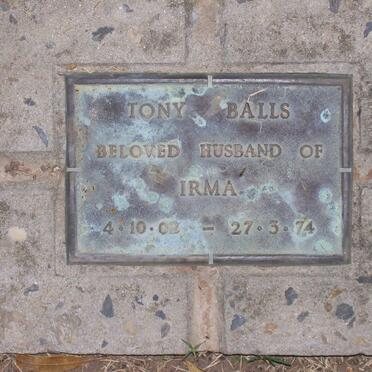 TONY BALLS
BELOVED HUSBAND OF
IRMA
4·10·02 — 27·3·74